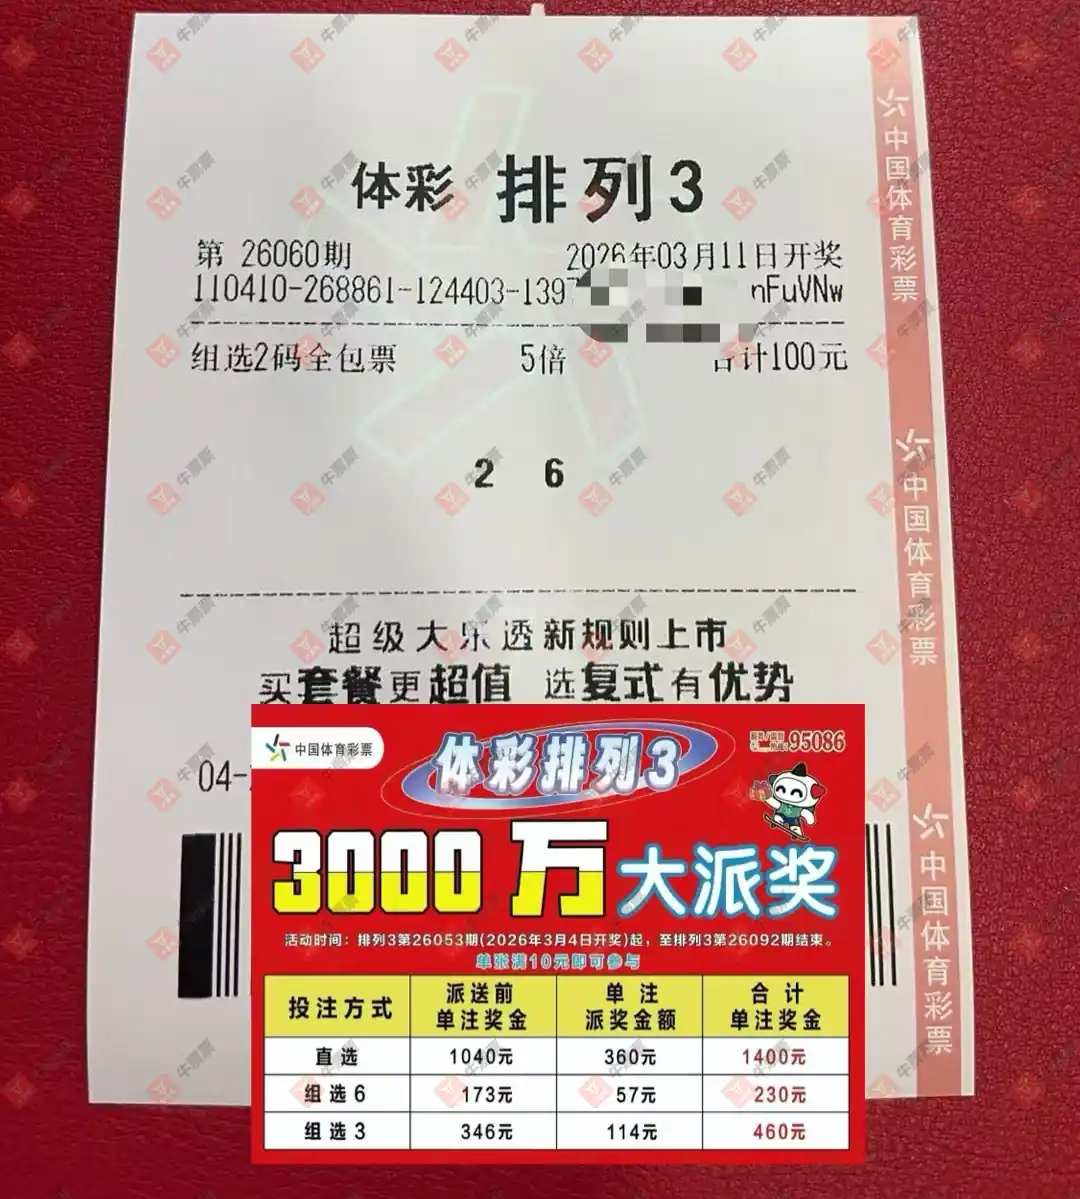 体彩 排列3
第 26060期 2026年03月11日开奖
110410-268861-124403-139 nFuVNw
组选2码全包票 5倍 合计100元
2 6
超级大乐透新规则上市
买套餐更超值 选复式有优势
04-
中国体育彩票
中国体育彩票
中国体育彩票
中国体育彩票
体彩排列3
95086
3000万大派奖
活动时间：排列3第26053期(2026年3月4日开奖)起，至排列3第26092期结束。
单张满10元即可参与
投注方式 派送前单注奖金 单注派奖金额 合计单注奖金
直选 1040元 360元 1400元
组选6 173元 57元 230元
组选3 346元 114元 460元
牛票票